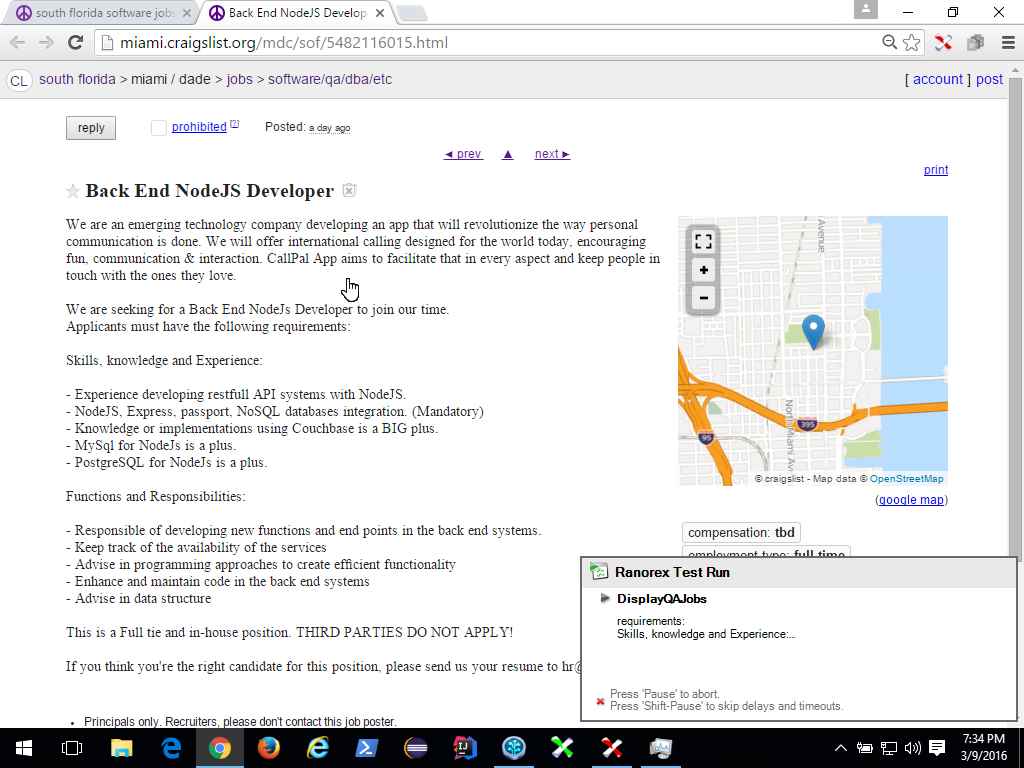 south florida software jobs
Back End NodeJS Develop
miami.craigslist.org/mdc/sof/5482116015.html
CL south florida > miami / dade > jobs > software/qa/dba/etc
[ account ] post
reply prohibited [?] Posted: a day ago
◄ prev ▲ next ►
print
Back End NodeJS Developer
We are an emerging technology company developing an app that will revolutionize the way personal
communication is done. We will offer international calling designed for the world today, encouraging
fun, communication & interaction. CallPal App aims to facilitate that in every aspect and keep people in
touch with the ones they love.
We are seeking for a Back End NodeJs Developer to join our time.
Applicants must have the following requirements:
Skills, knowledge and Experience:
- Experience developing restfull API systems with NodeJS.
- NodeJS, Express, passport, NoSQL databases integration. (Mandatory)
- Knowledge or implementations using Couchbase is a BIG plus.
- MySql for NodeJs is a plus.
- PostgreSQL for NodeJs is a plus.
Functions and Responsibilities:
- Responsible of developing new functions and end points in the back end systems.
- Keep track of the availability of the services
- Advise in programming approaches to create efficient functionality
- Enhance and maintain code in the back end systems
- Advise in data structure
This is a Full tie and in-house position. THIRD PARTIES DO NOT APPLY!
If you think you're the right candidate for this position, please send us your resume to hr@
• Principals only. Recruiters, please don't contact this job poster.
Avenue
North Miami Av
95
395
© craigslist - Map data © OpenStreetMap
(google map)
compensation: tbd
employment type: full-time
Ranorex Test Run
DisplayQAJobs
requirements:
Skills, knowledge and Experience:...
Press 'Pause' to abort.
Press 'Shift-Pause' to skip delays and timeouts.
7:34 PM
3/9/2016